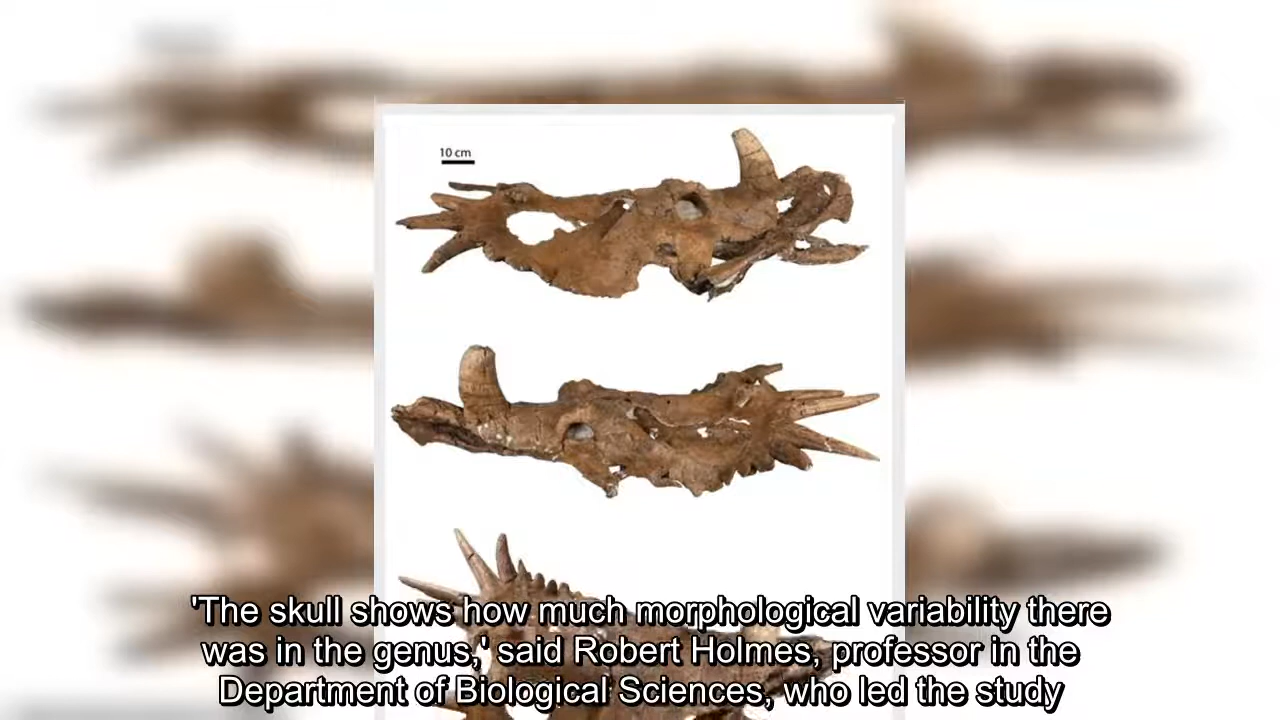 10 cm
'The skull shows how much morphological variability there
was in the genus,' said Robert Holmes, professor in the
Department of Biological Sciences, who led the study